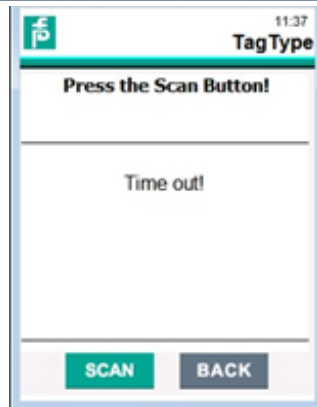 11:37
TagType
Press the Scan Button!
Time out!
SCAN BACK